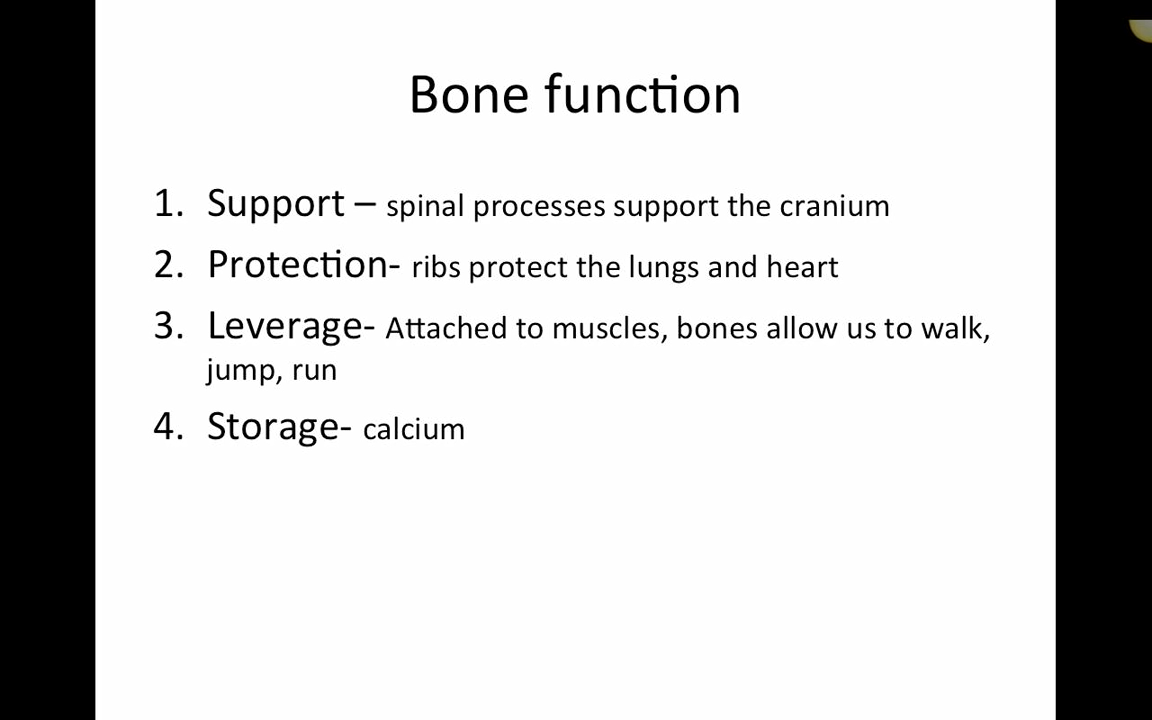 Bone function
1. Support – spinal processes support the cranium
2. Protection- ribs protect the lungs and heart
3. Leverage- Attached to muscles, bones allow us to walk,
jump, run
4. Storage- calcium